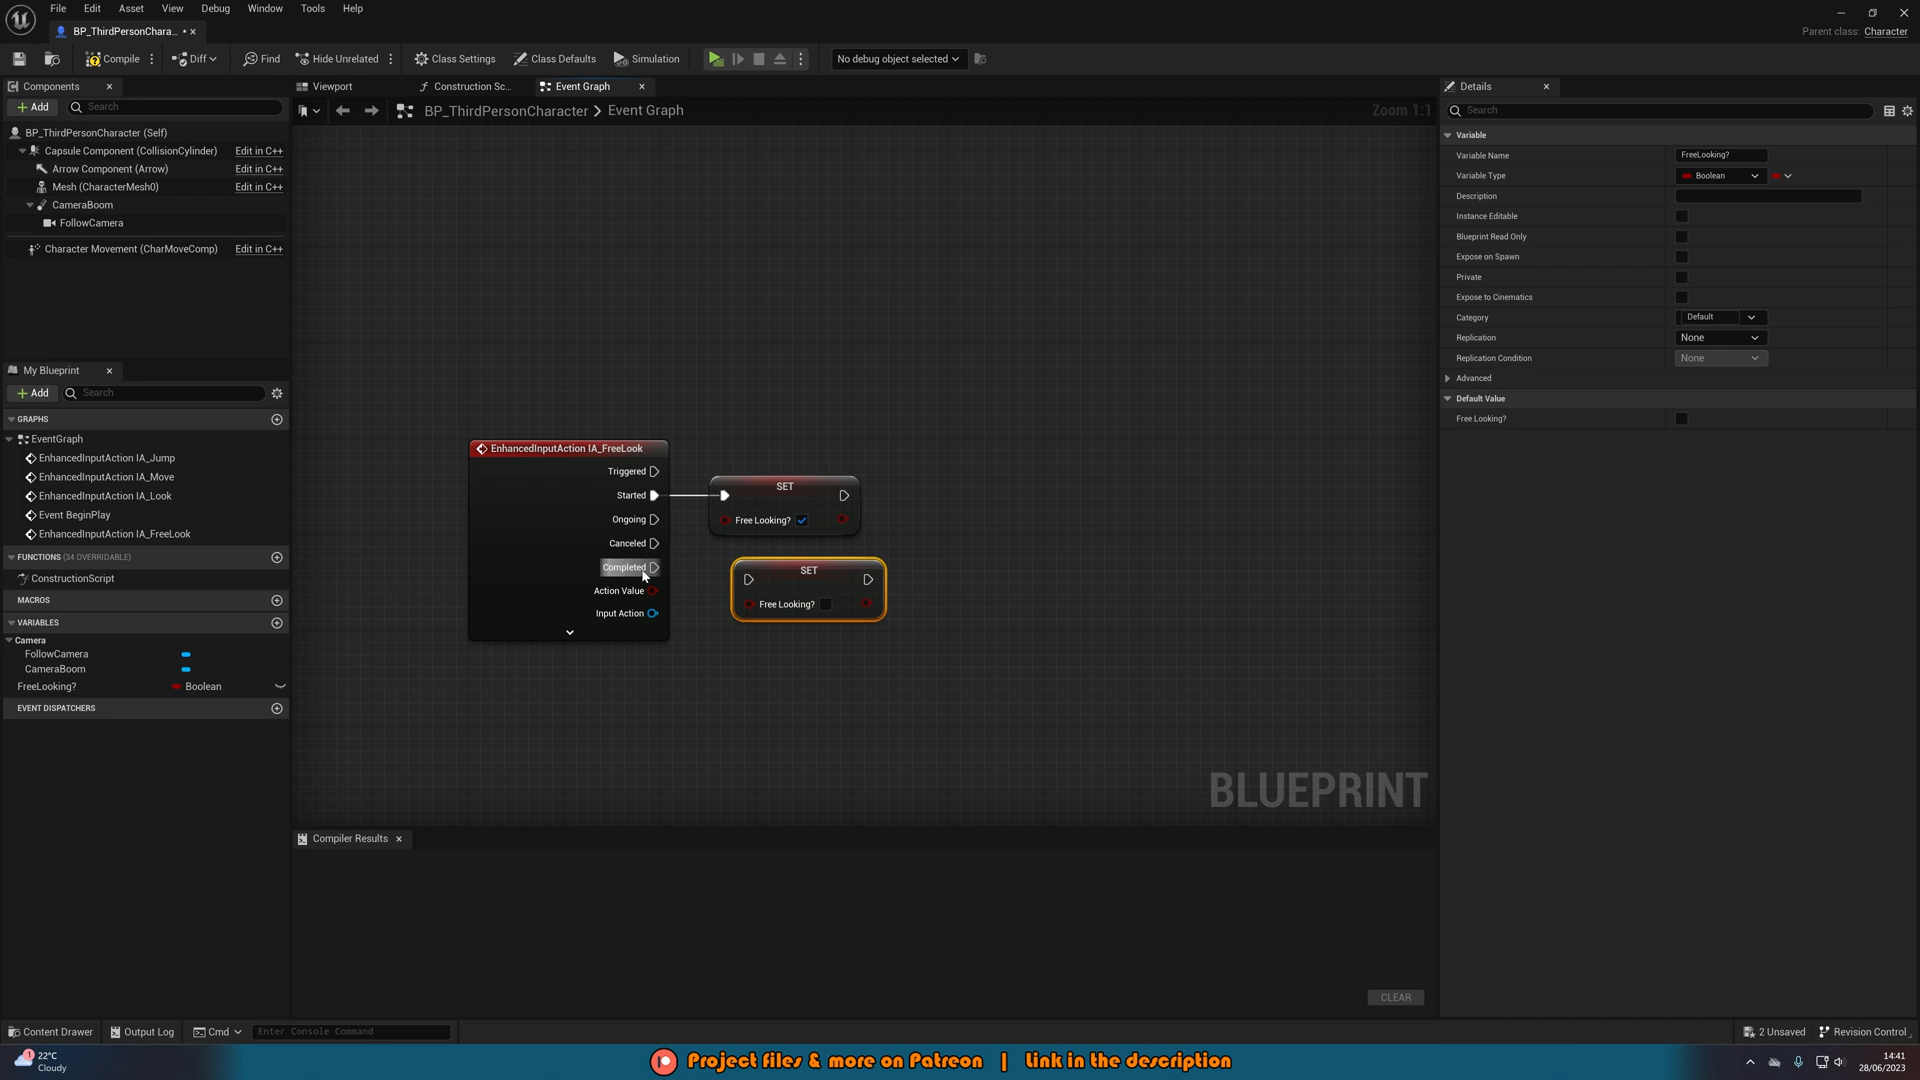 File Edit Asset View Debug Window Tools Help
BP_ThirdPersonChara... •
Parent class: Character
Compile Diff Find Hide Unrelated Class Settings Class Defaults Simulation No debug object selected
Components
Add Search
BP_ThirdPersonCharacter (Self)
Capsule Component (CollisionCylinder) Edit in C++
Arrow Component (Arrow) Edit in C++
Mesh (CharacterMesh0) Edit in C++
CameraBoom
FollowCamera
Character Movement (CharMoveComp) Edit in C++
My Blueprint
Add Search
GRAPHS
EventGraph
EnhancedInputAction IA_Jump
EnhancedInputAction IA_Move
EnhancedInputAction IA_Look
Event BeginPlay
EnhancedInputAction IA_FreeLook
FUNCTIONS (34 OVERRIDABLE)
ConstructionScript
MACROS
VARIABLES
Camera
FollowCamera
CameraBoom
FreeLooking? Boolean
EVENT DISPATCHERS
Viewport Construction Sc... Event Graph
BP_ThirdPersonCharacter > Event Graph Zoom 1:1
EnhancedInputAction IA_FreeLook
Triggered
Started
Ongoing
Canceled
Completed
Action Value
Input Action
SET
Free Looking?
SET
Free Looking?
BLUEPRINT
Compiler Results
CLEAR
Details
Search
Variable
Variable Name FreeLooking?
Variable Type Boolean
Description
Instance Editable
Blueprint Read Only
Expose on Spawn
Private
Expose to Cinematics
Category Default
Replication None
Replication Condition None
Advanced
Default Value
Free Looking?
Content Drawer Output Log Cmd Enter Console Command 2 Unsaved Revision Control
1 22°C
Cloudy
Project files & more on Patreon | Link in the description
14:41
28/06/2023